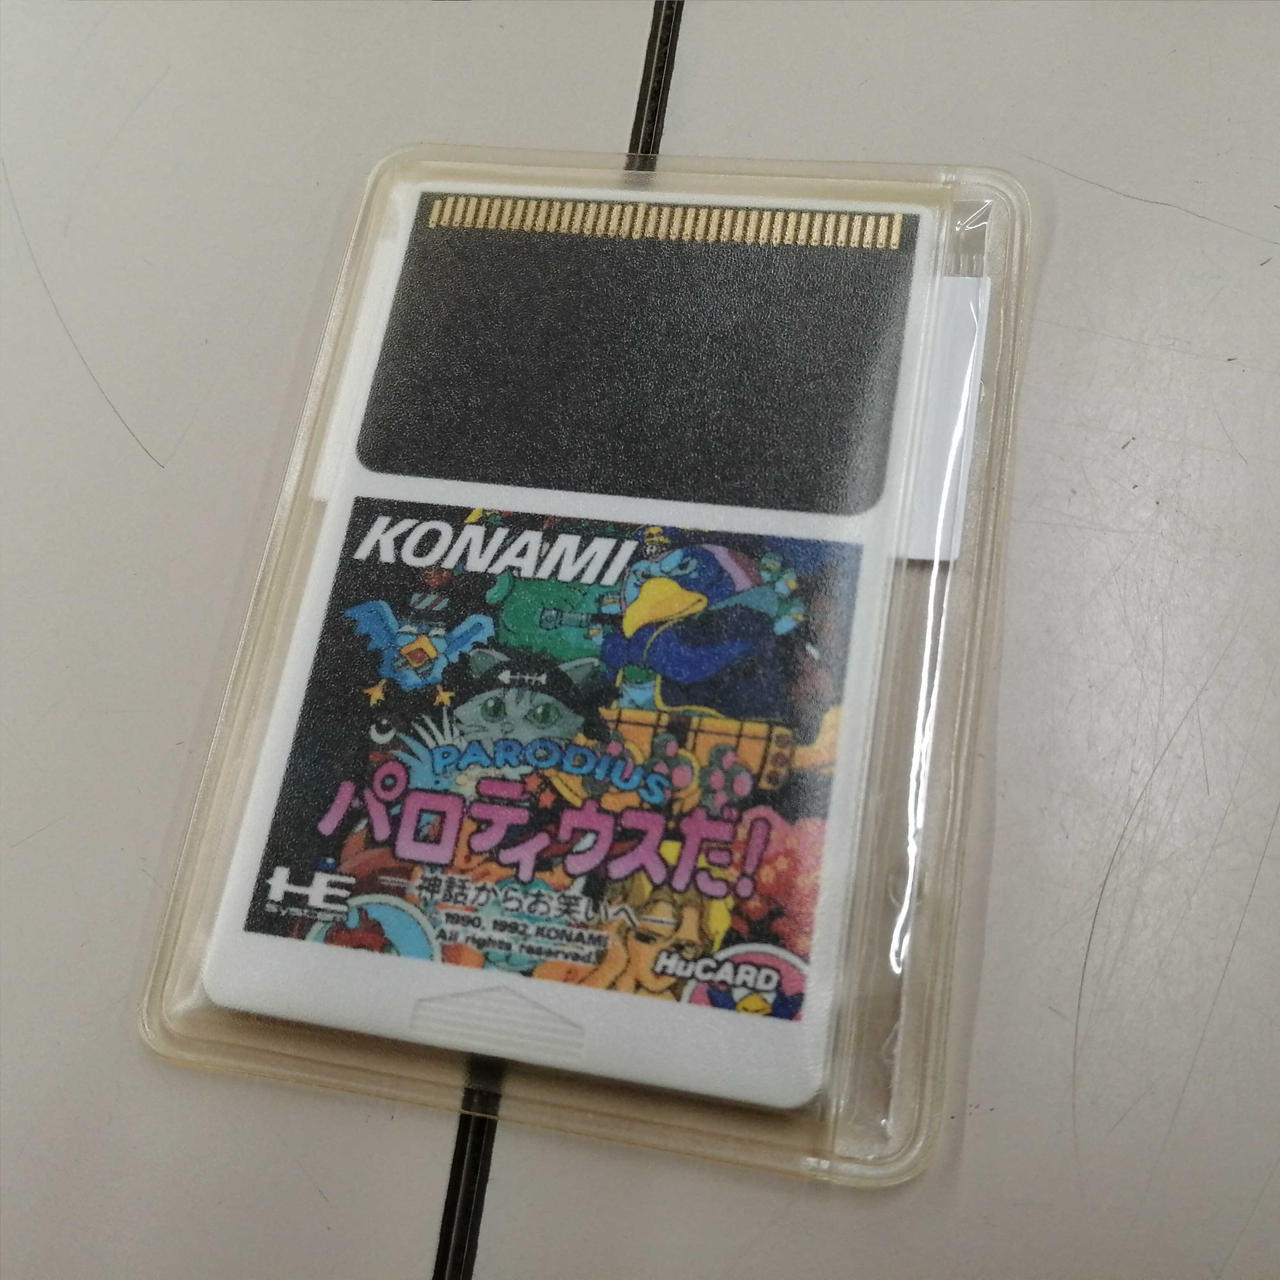 KONAMI®
PARODIUS
パロディウスだ!
—神話からお笑いへ—
HE
SYSTEM
© 1990, 1992 KONAMI
All rights reserved.
HuCARD